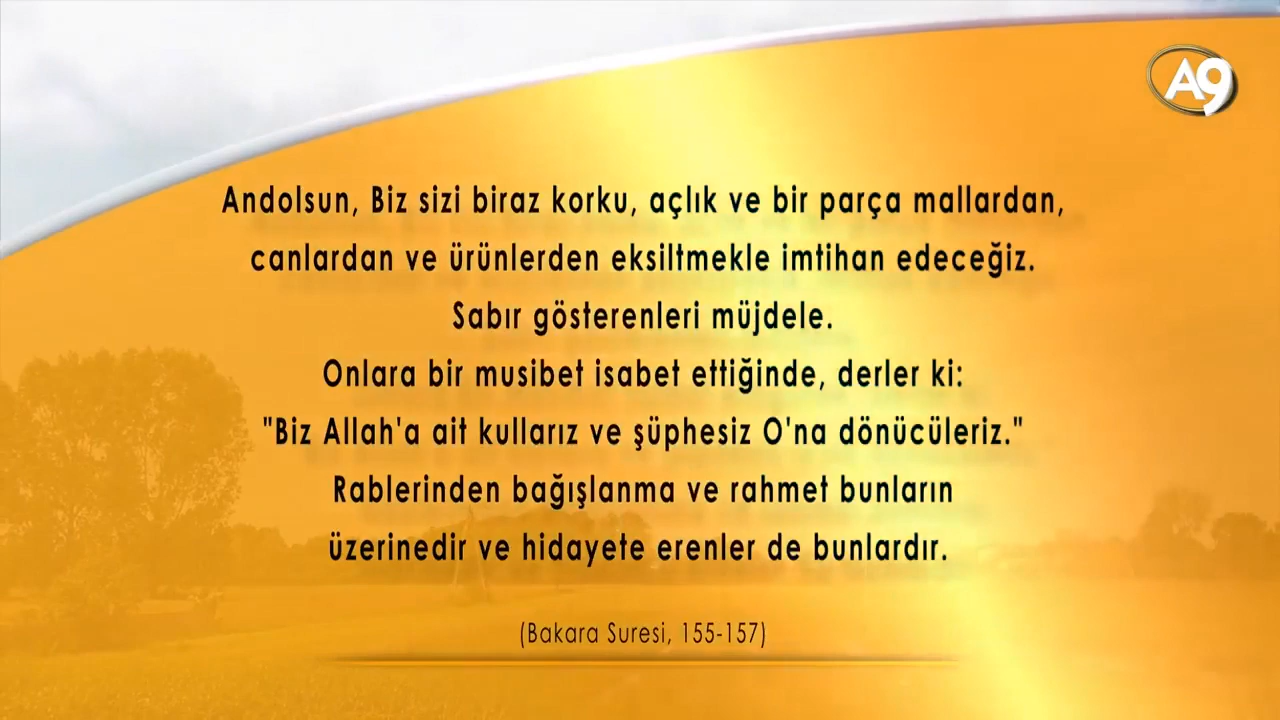 A9
Andolsun, Biz sizi biraz korku, açlık ve bir parça mallardan,
canlardan ve ürünlerden eksiltmekle imtihan edeceğiz.
Sabır gösterenleri müjdele.
Onlara bir musibet isabet ettiğinde, derler ki:
"Biz Allah'a ait kullarız ve şüphesiz O'na dönücüleriz."
Rablerinden bağışlanma ve rahmet bunların
üzerinedir ve hidayete erenler de bunlardır.
(Bakara Suresi, 155-157)